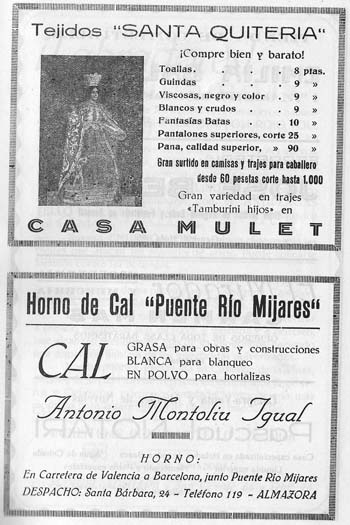 Tejidos "SANTA QUITERIA"
¡Compre bien y barato!
Toallas. . . . 8 ptas.
Guindas . . . 9 »
Viscosas, negro y color . 9 »
Blancos y crudos . . 9 »
Fantasías Batas . . 10 »
Pantalones superiores, corte 25 »
Pana, calidad superior, » 90 »
Gran surtido en camisas y trajes para caballero
desde 60 pesetas corte hasta 1.000
Gran variedad en trajes
«Tamburini hijos» en
CASA MULET
Horno de Cal "Puente Río Mijares"
CAL
GRASA para obras y construcciones
BLANCA para blanqueo
EN POLVO para hortalizas
Antonio Montoliu Igual
HORNO:
En Carretera de Valencia a Barcelona, junto Puente Río Mijares
DESPACHO: Santa Bárbara, 24 - Teléfono 119 - ALMAZORA